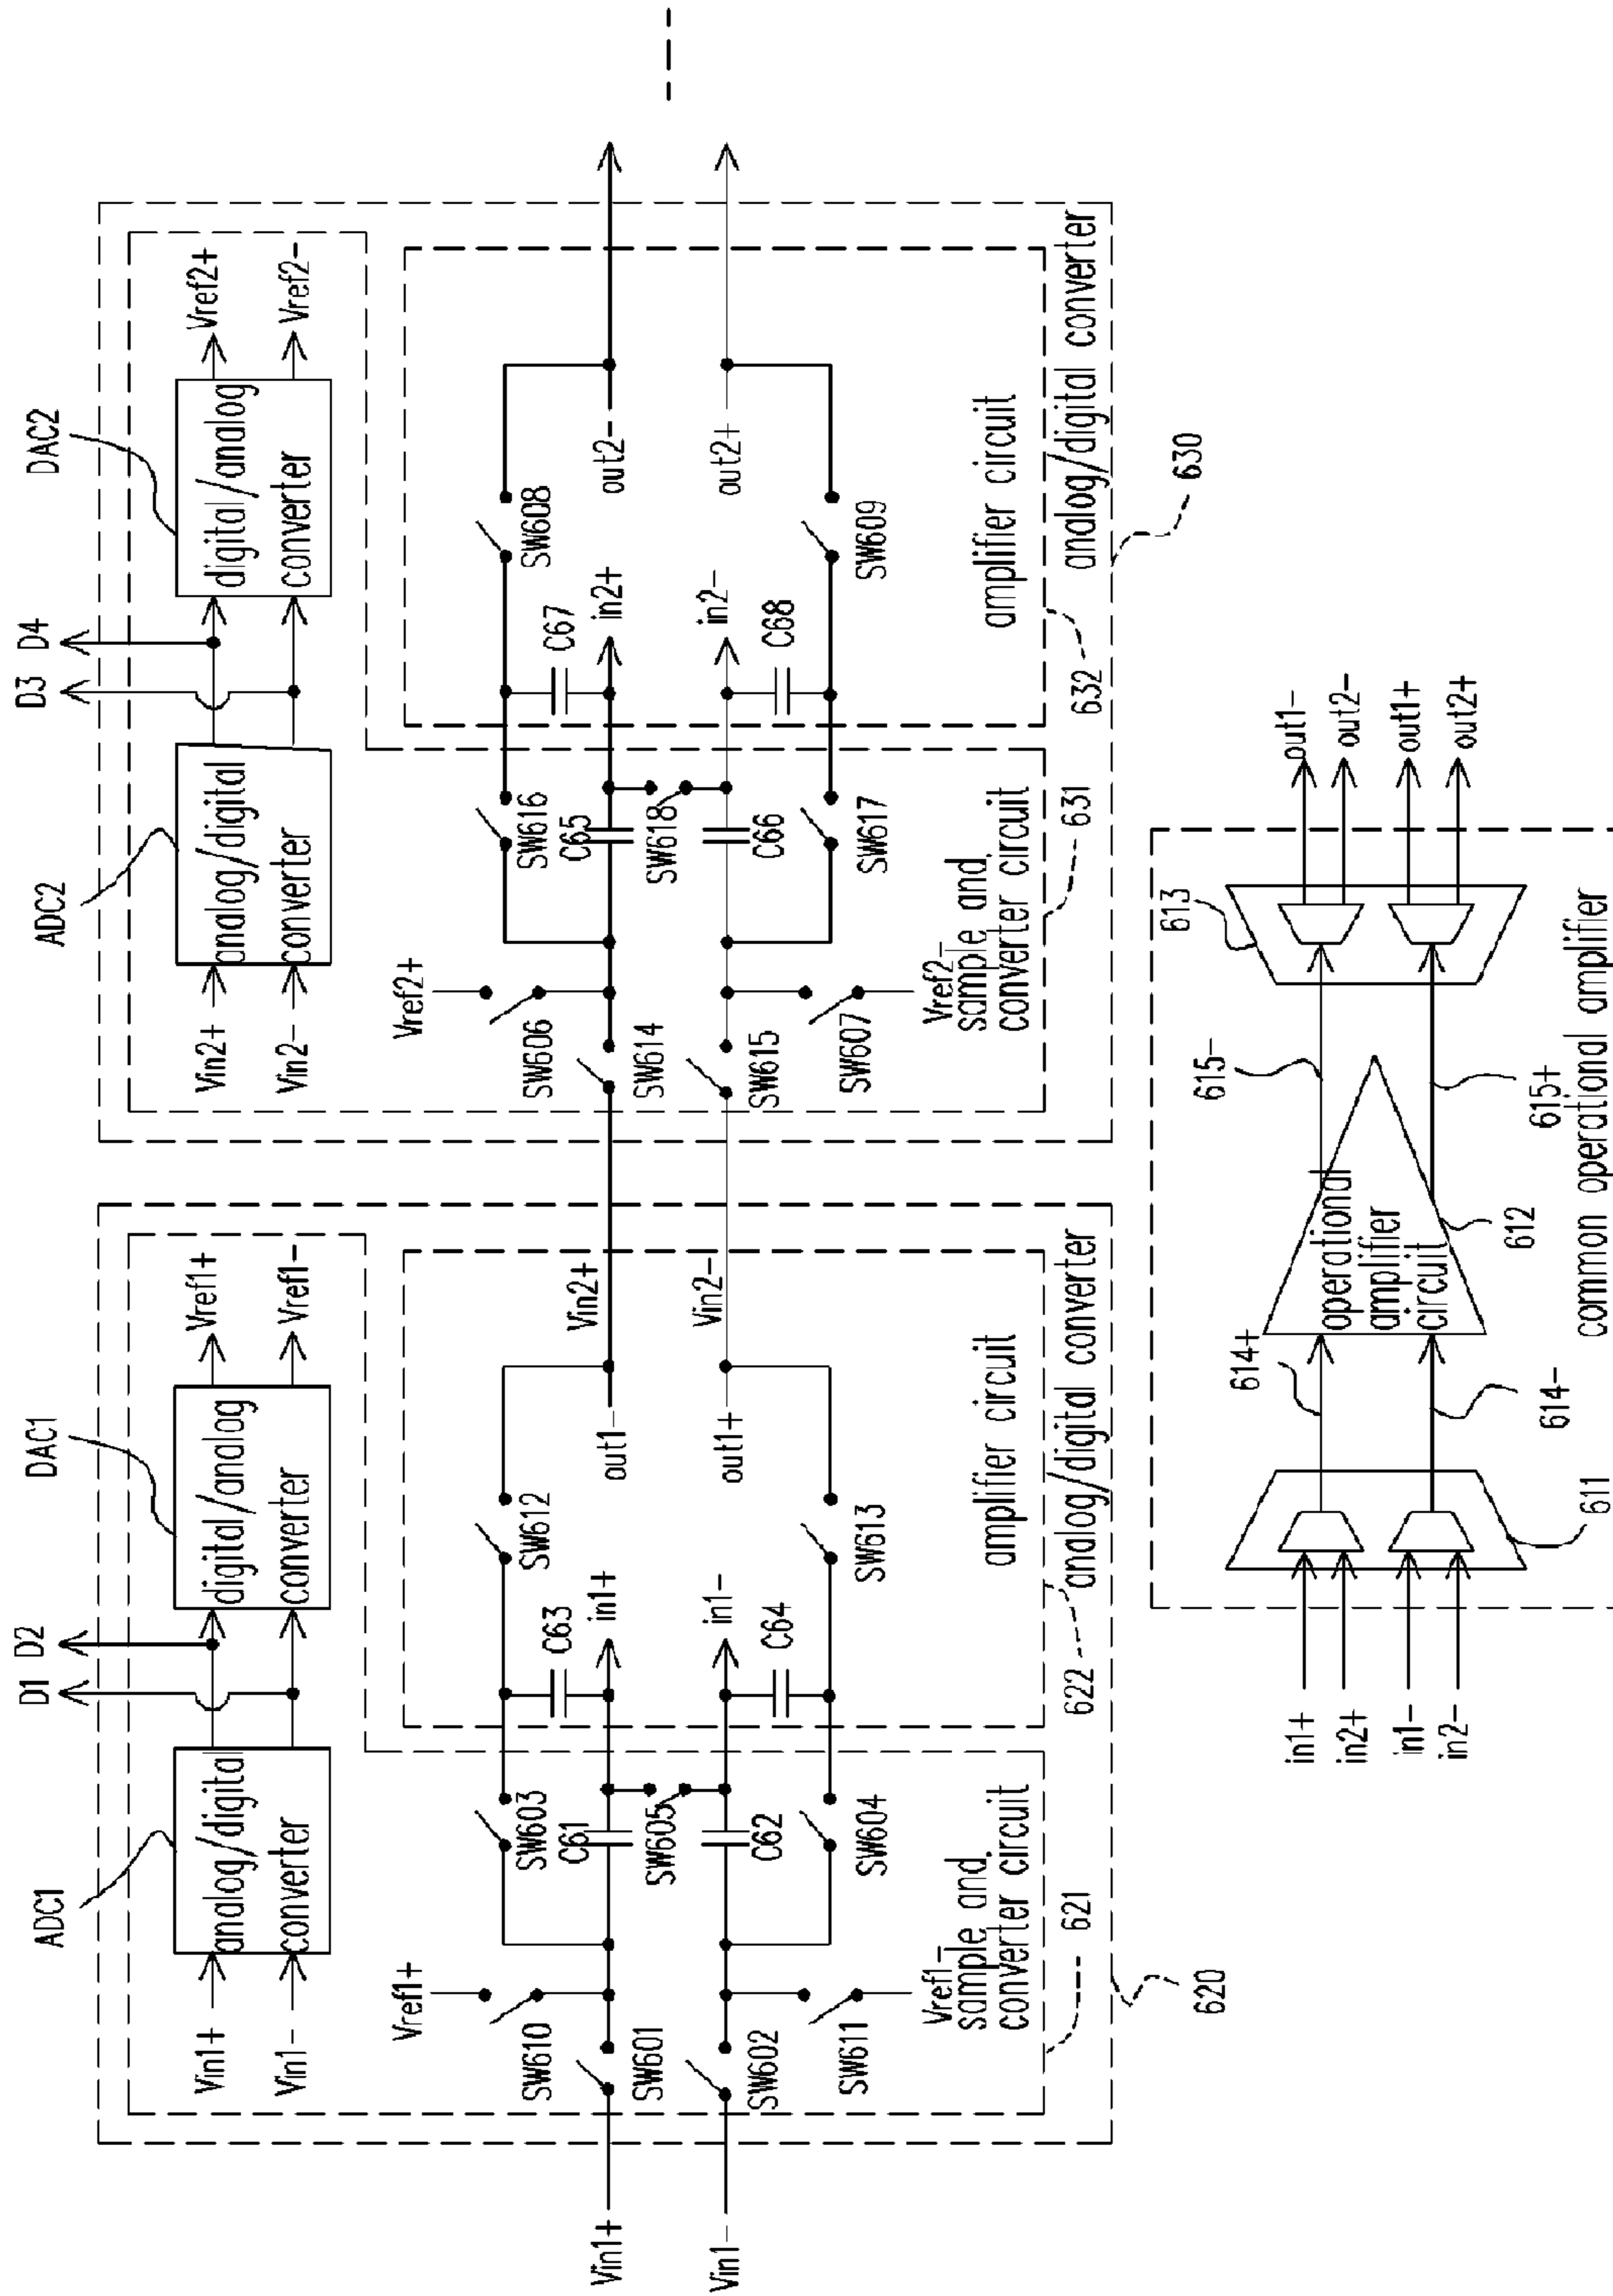 ADC1
D1
D2
DAC1
Vin1+
Vin1-
analog/digital
converter
digital/analog
converter
Vref1+
Vref1-
Vref1+
SW610
SW603
C61
SW612
C63
in1+
out1-
Vin2+
Vin1+
SW601
SW605
Vin1-
SW602
C62
in1-
out1+
Vin2-
C64
SW611
SW604
SW613
Vref1-
sample and
converter circuit
amplifier circuit
analog/digital converter
621
622
620
ADC2
D3
D4
DAC2
Vin2+
Vin2-
analog/digital
converter
digital/analog
converter
Vref2+
Vref2-
Vref2+
SW606
SW616
C65
SW608
C67
in2+
out2-
SW614
SW618
SW615
C66
in2-
out2+
C68
SW607
SW617
SW609
Vref2-
sample and
converter circuit
amplifier circuit
analog/digital converter
631
632
630
in1+
in2+
in1-
in2-
611
614+
614-
operational
amplifier
circuit
612
615-
615+
613
out1-
out2-
out1+
out2+
common operational amplifier